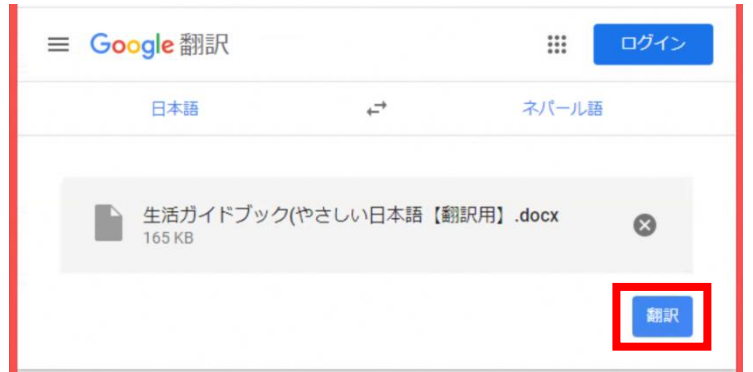 Google 翻訳
ログイン
日本語
ネパール語
生活ガイドブック(やさしい日本語【翻訳用】.docx
165 KB
翻訳